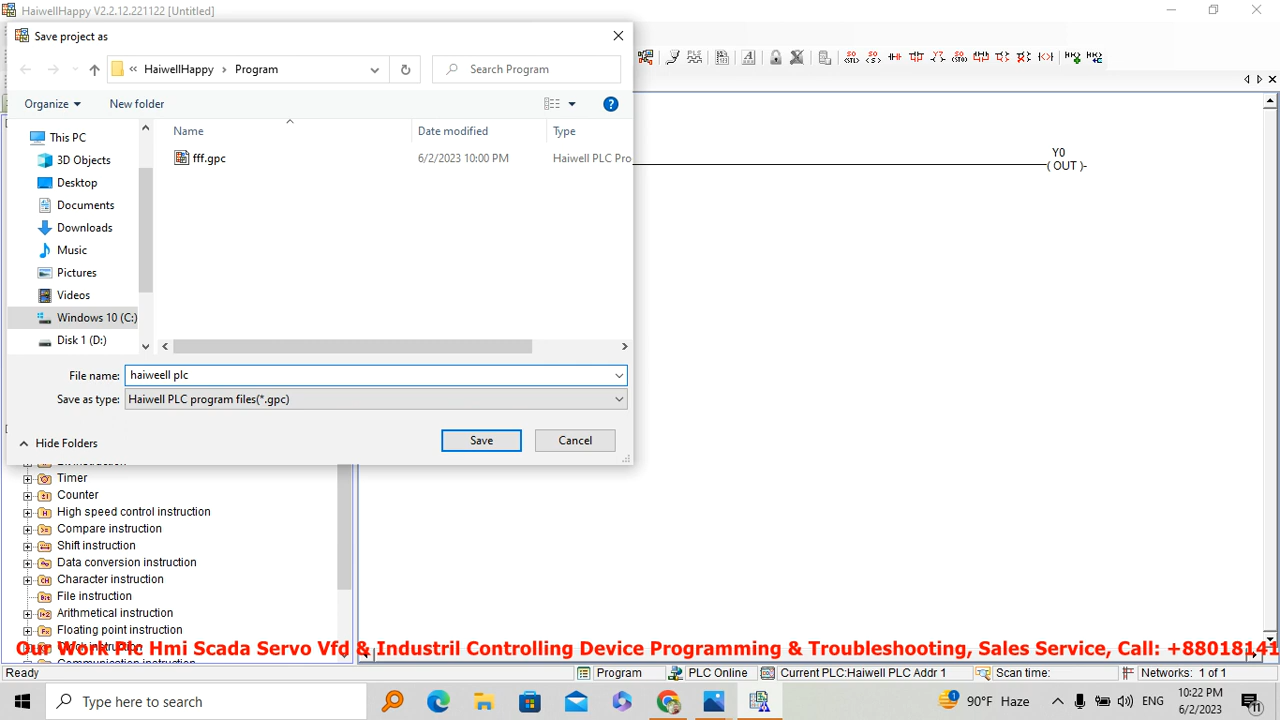 HaiwellHappy V2.2.12.221122 [Untitled]
Save project as
HaiwellHappy
Program
Search Program
Organize
New folder
Name
Date modified
Type
This PC
3D Objects
Desktop
Documents
Downloads
Music
Pictures
Videos
Windows 10 (C:)
Disk 1 (D:)
fff.gpc
6/2/2023 10:00 PM
Haiwell PLC Pro
File name:
haiweell plc
Save as type:
Haiwell PLC program files(*.gpc)
Hide Folders
Save
Cancel
Y0
( OUT )-
Timer
Counter
High speed control instruction
Compare instruction
Shift instruction
Data conversion instruction
Character instruction
File instruction
Arithmetical instruction
Floating point instruction
Our Work Plc Hmi Scada Servo Vfd & Industril Controlling Device Programming & Troubleshooting, Sales Service, Call: +88018141
Ready
Program
PLC Online
Current PLC:Haiwell PLC Addr 1
Scan time:
Networks: 1 of 1
Type here to search
90°F Haze
ENG
10:22 PM
6/2/2023
11